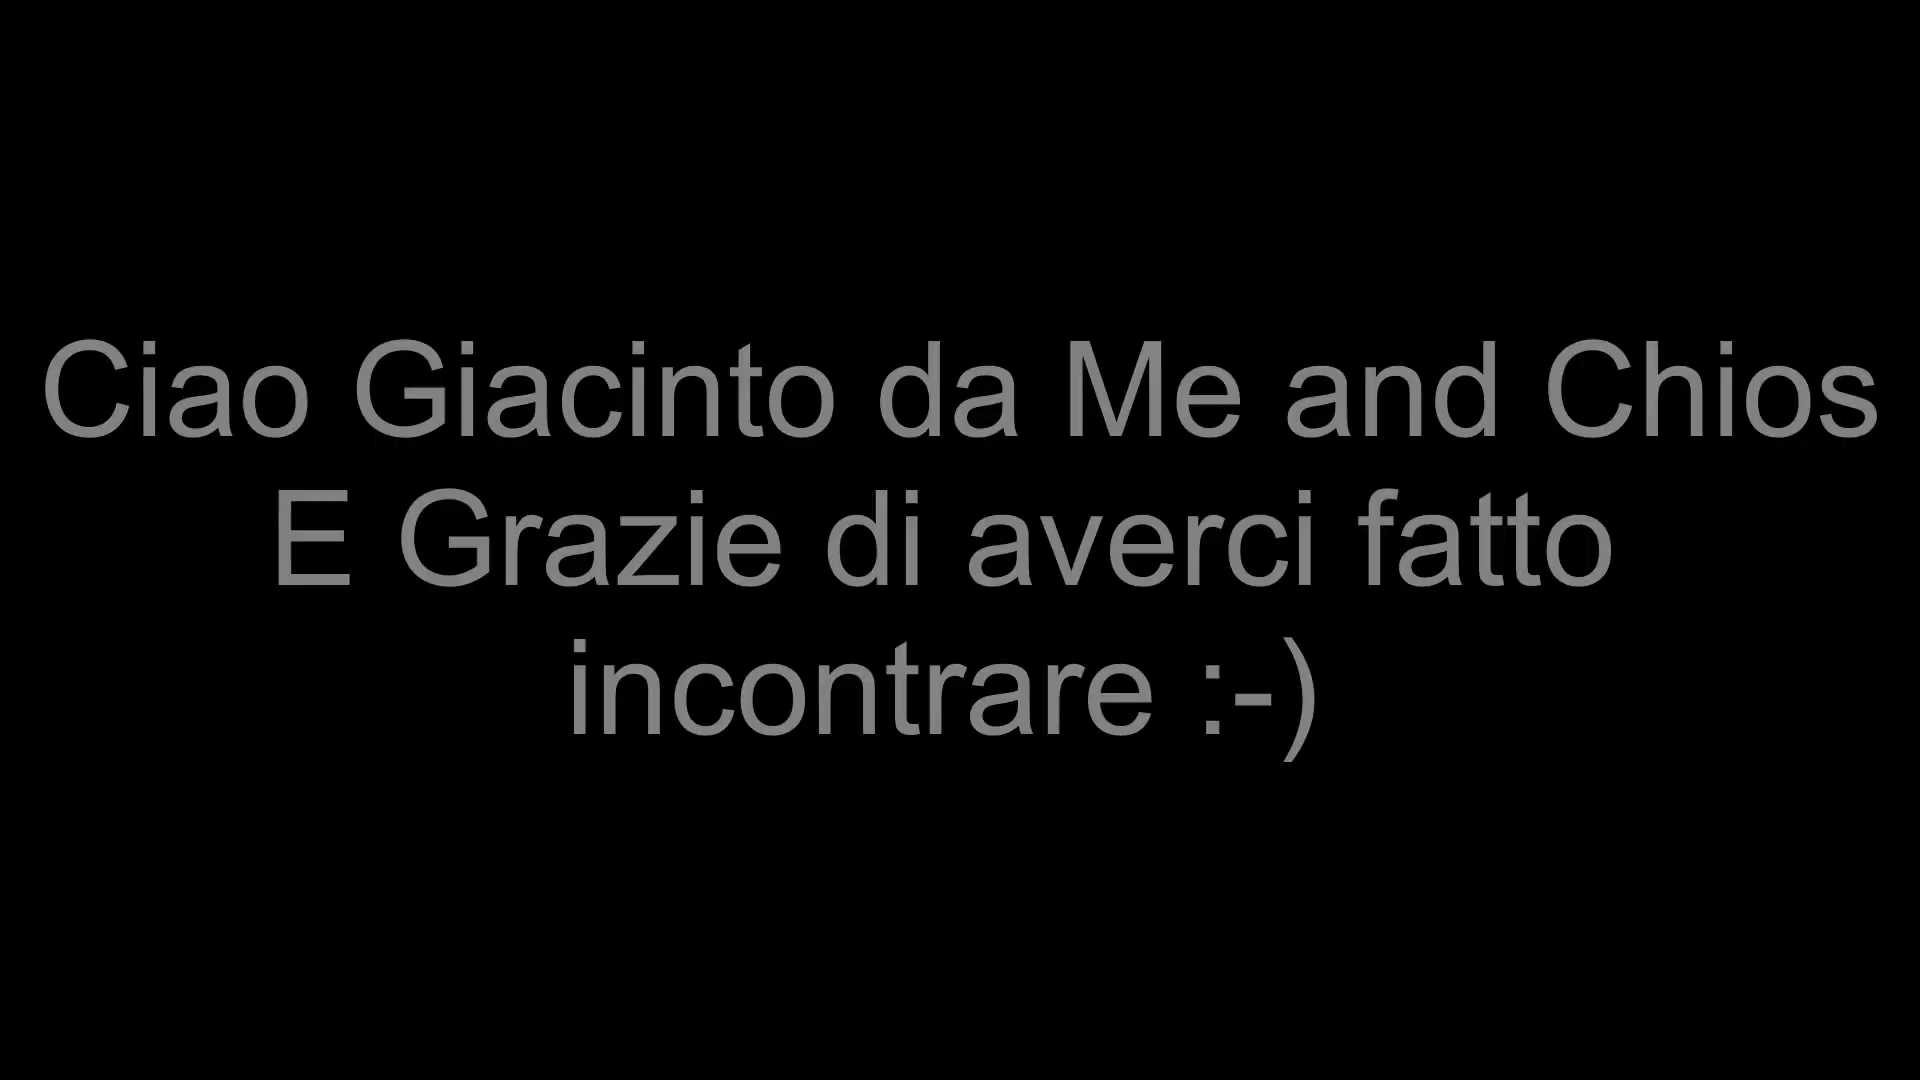 Ciao Giacinto da Me and Chios
E Grazie di averci fatto
incontrare :-)